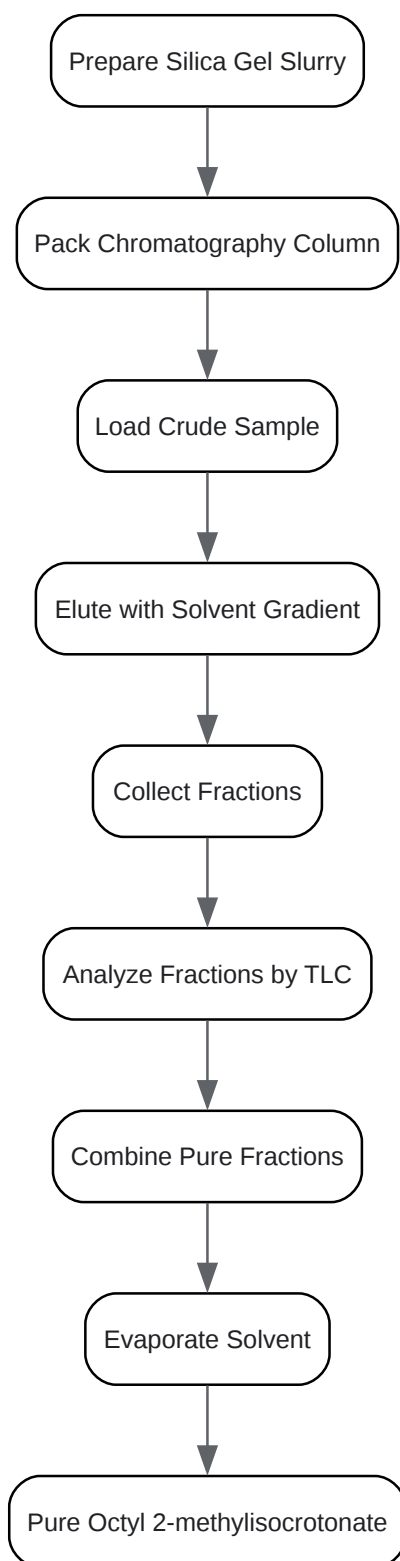 Prepare Silica Gel Slurry
Pack Chromatography Column
Load Crude Sample
Elute with Solvent Gradient
Collect Fractions
Analyze Fractions by TLC
Combine Pure Fractions
Evaporate Solvent
Pure Octyl 2-methylisocrotonate